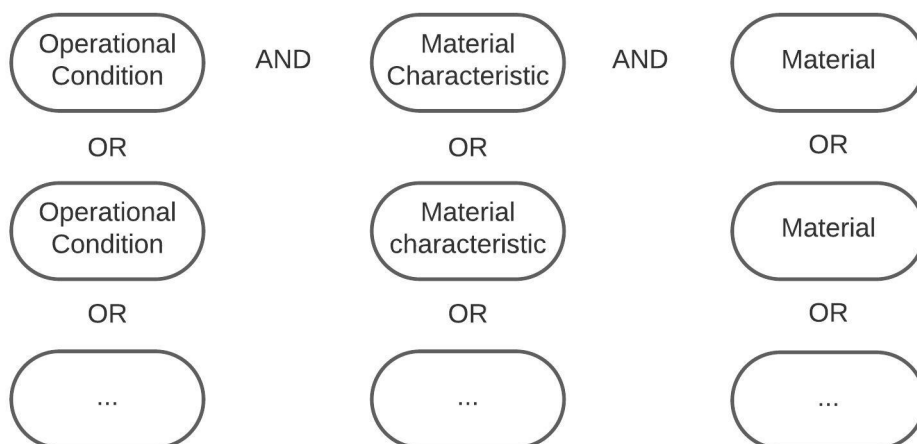 Operational
Condition
AND
Material
Characteristic
AND
Material
OR
OR
OR
Operational
Condition
Material
characteristic
Material
OR
OR
OR
...
...
...